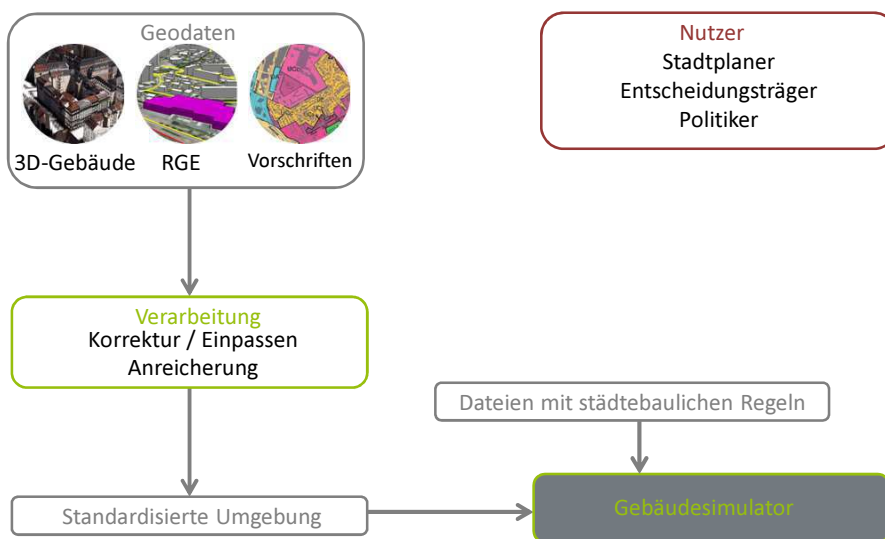 Geodaten
3D-Gebäude RGE Vorschriften
Nutzer
Stadtplaner
Entscheidungsträger
Politiker
Verarbeitung
Korrektur / Einpassen
Anreicherung
Dateien mit städtebaulichen Regeln
Standardisierte Umgebung
Gebäudesimulator